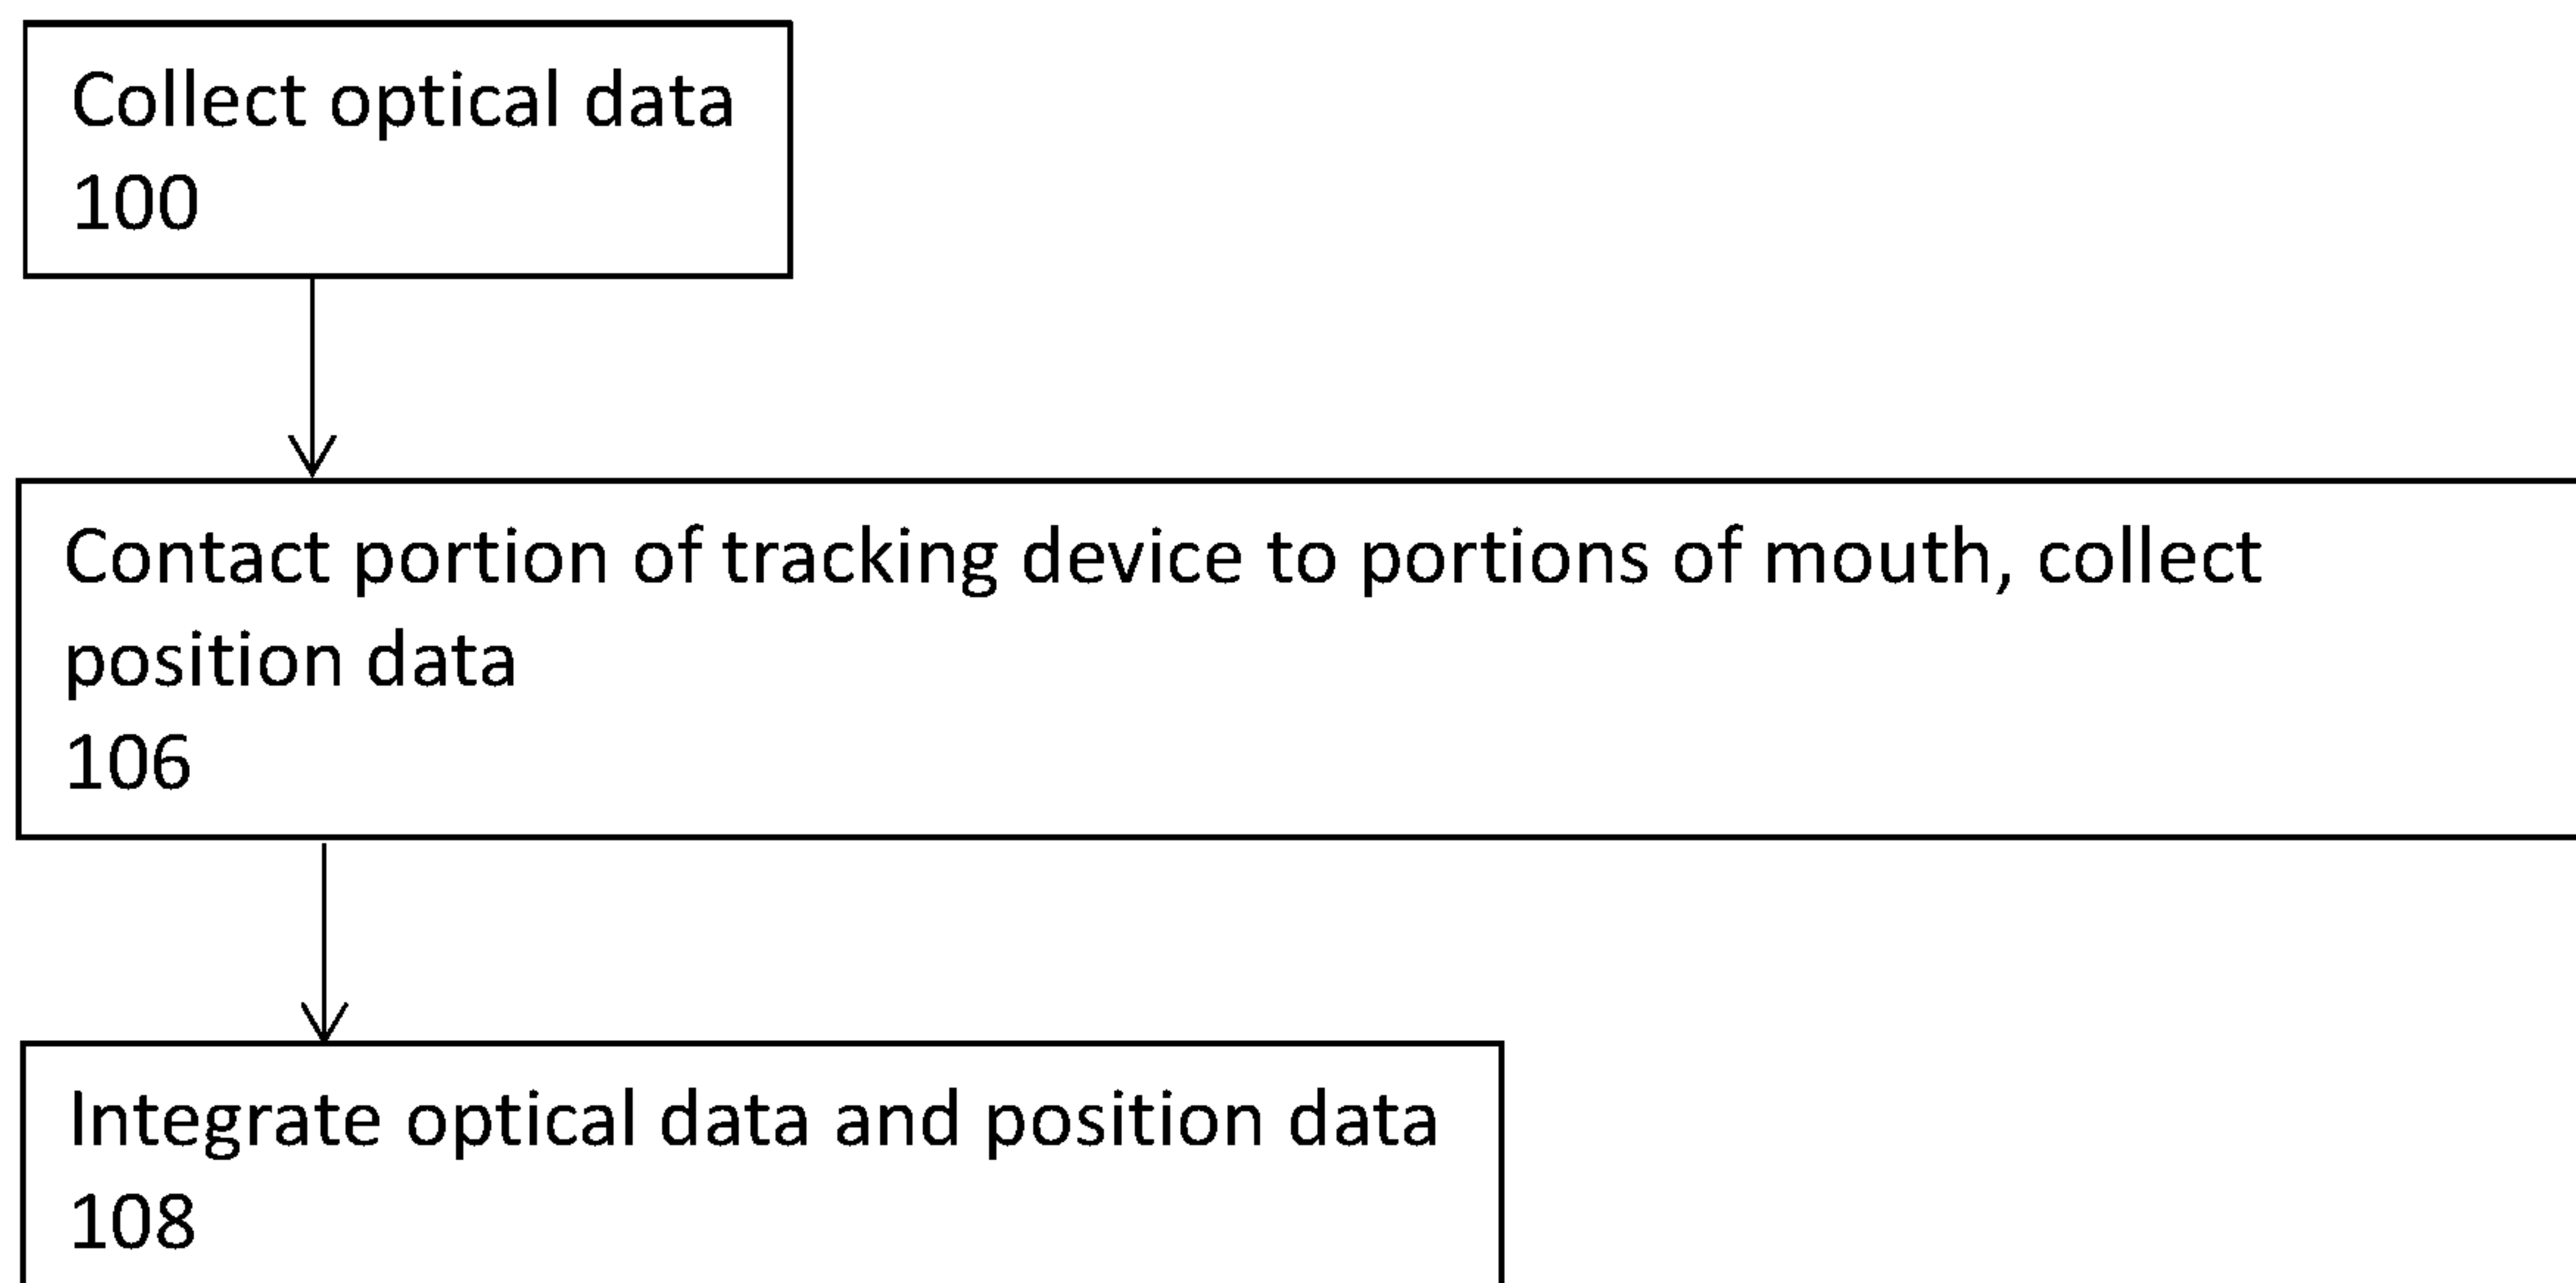 Collect optical data
100
Contact portion of tracking device to portions of mouth, collect
position data
106
Integrate optical data and position data
108